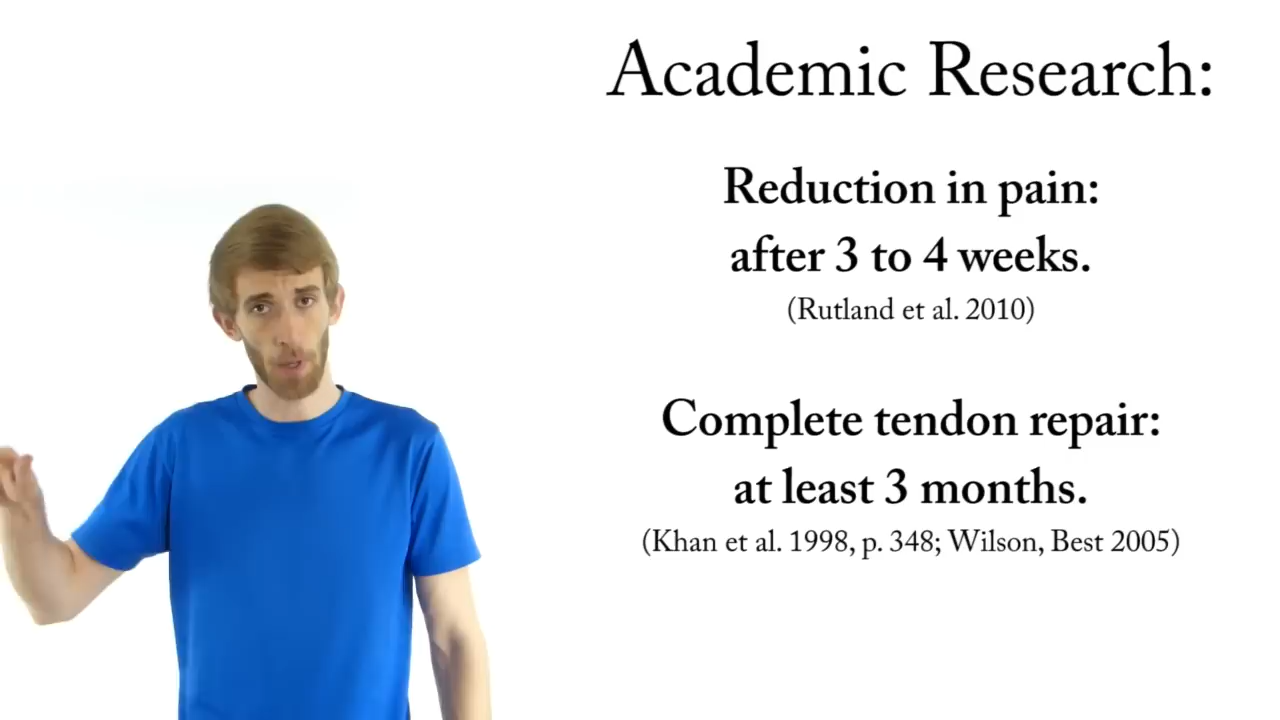 Academic Research:
Reduction in pain:
after 3 to 4 weeks.
(Rutland et al. 2010)
Complete tendon repair:
at least 3 months.
(Khan et al. 1998, p. 348; Wilson, Best 2005)